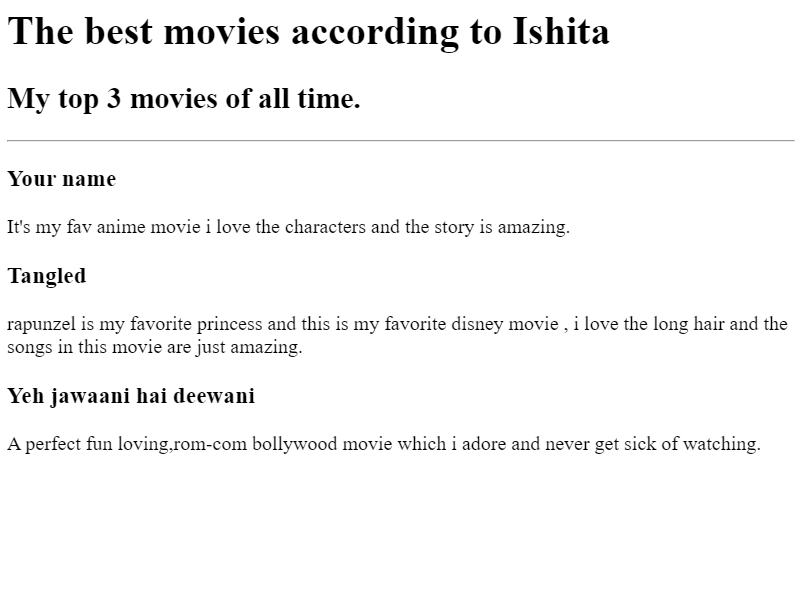 The best movies according to Ishita
My top 3 movies of all time.
Your name
It's my fav anime movie i love the characters and the story is amazing.
Tangled
rapunzel is my favorite princess and this is my favorite disney movie , i love the long hair and the
songs in this movie are just amazing.
Yeh jawaani hai deewani
A perfect fun loving,rom-com bollywood movie which i adore and never get sick of watching.